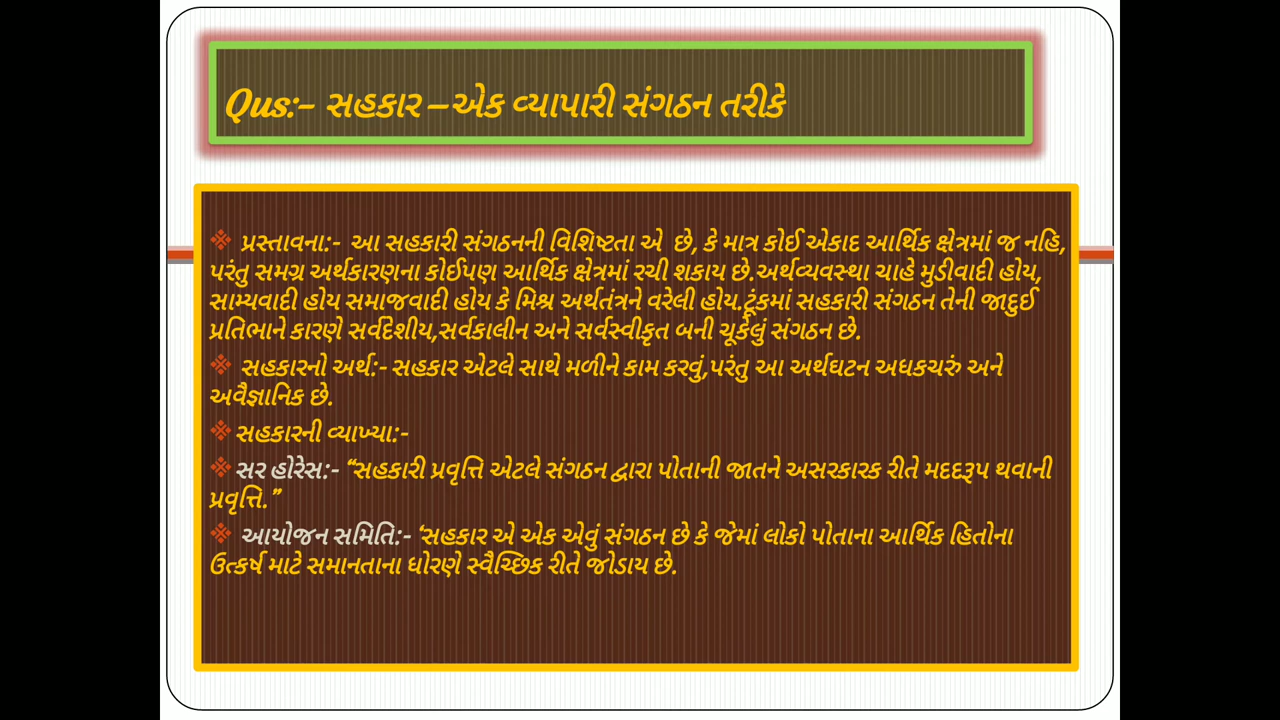 Qus:- સહકાર –એક વ્યાપારી સંગઠન તરીકે
❖ પ્રસ્તાવના:- આ સહકારી સંગઠનની વિશિષ્ટતા એ છે, કે માત્ર કોઈ એકાદ આર્થિક ક્ષેત્રમાં જ નહિ,
પરંતુ સમગ્ર અર્થકારણના કોઈપણ આર્થિક ક્ષેત્રમાં રચી શકાય છે.અર્થવ્યવસ્થા ચાહે મુડીવાદી હોય,
સામ્યવાદી હોય સમાજવાદી હોય કે મિશ્ર અર્થતંત્રને વરેલી હોય.ટૂંકમાં સહકારી સંગઠન તેની જાદુઈ
પ્રતિભાને કારણે સર્વદેશીય,સર્વકાલીન અને સર્વસ્વીકૃત બની ચૂકેલું સંગઠન છે.
❖ સહકારનો અર્થ:- સહકાર એટલે સાથે મળીને કામ કરવું,પરંતુ આ અર્થઘટન અધકચરું અને
અવૈજ્ઞાનિક છે.
❖ સહકારની વ્યાખ્યા:-
❖ સર હોરેસ:- “સહકારી પ્રવૃત્તિ એટલે સંગઠન દ્વારા પોતાની જાતને અસરકારક રીતે મદદરૂપ થવાની
પ્રવૃત્તિ.”
❖ આયોજન સમિતિ:- ‘સહકાર એ એક એવું સંગઠન છે કે જેમાં લોકો પોતાના આર્થિક હિતોના
ઉત્કર્ષ માટે સમાનતાના ધોરણે સ્વૈચ્છિક રીતે જોડાય છે.